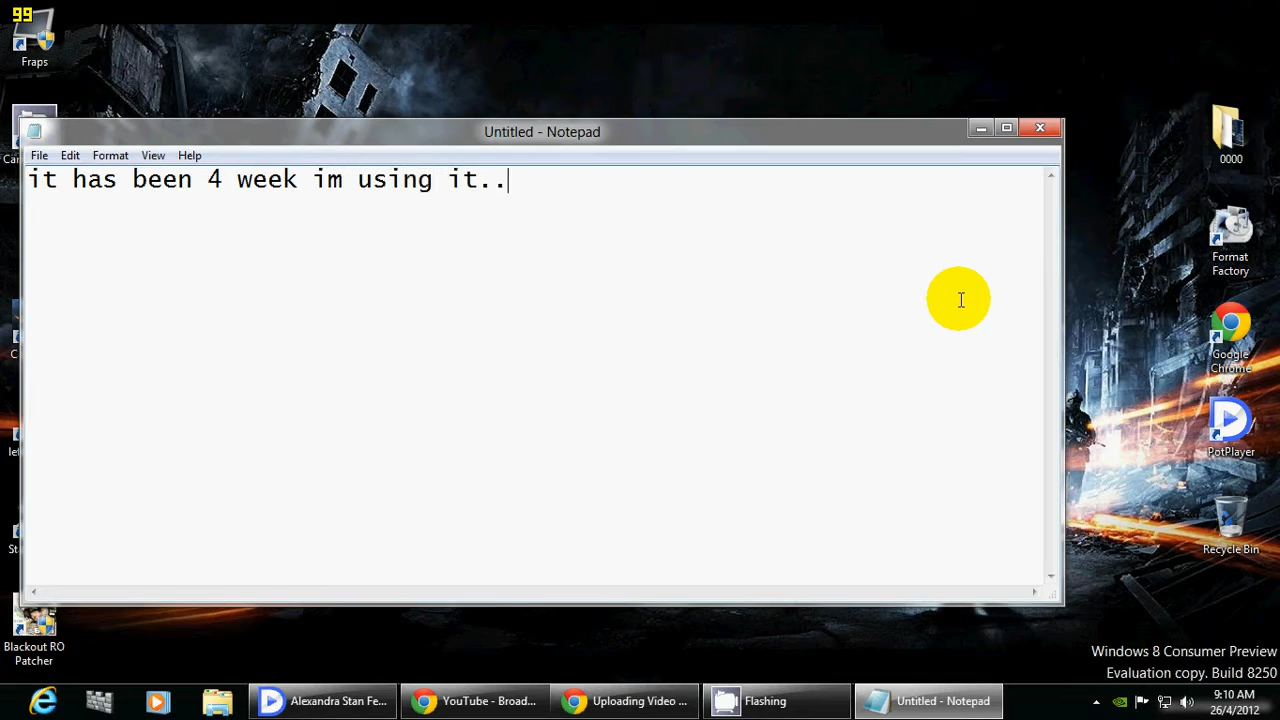 99
Fraps
Untitled - Notepad
File Edit Format View Help
it has been 4 week im using it..
0000
Format
Factory
Google
Chrome
PotPlayer
Recycle Bin
Blackout RO
Patcher
Windows 8 Consumer Preview
Evaluation copy. Build 8250
Alexandra Stan Fe...
YouTube - Broad...
Uploading Video ...
Flashing
Untitled - Notepad
9:10 AM
26/4/2012